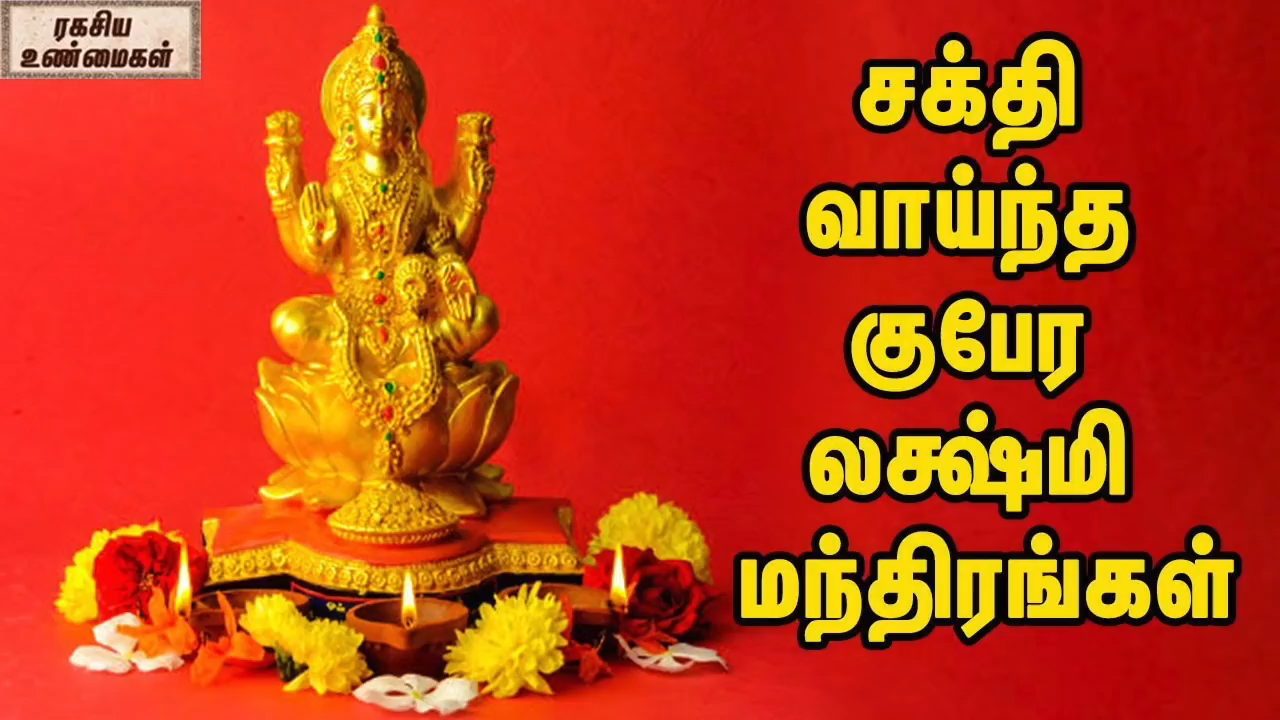 ரகசிய
உண்மைகள்
சக்தி
வாய்ந்த
குபேர
லக்ஷ்மி
மந்திரங்கள்